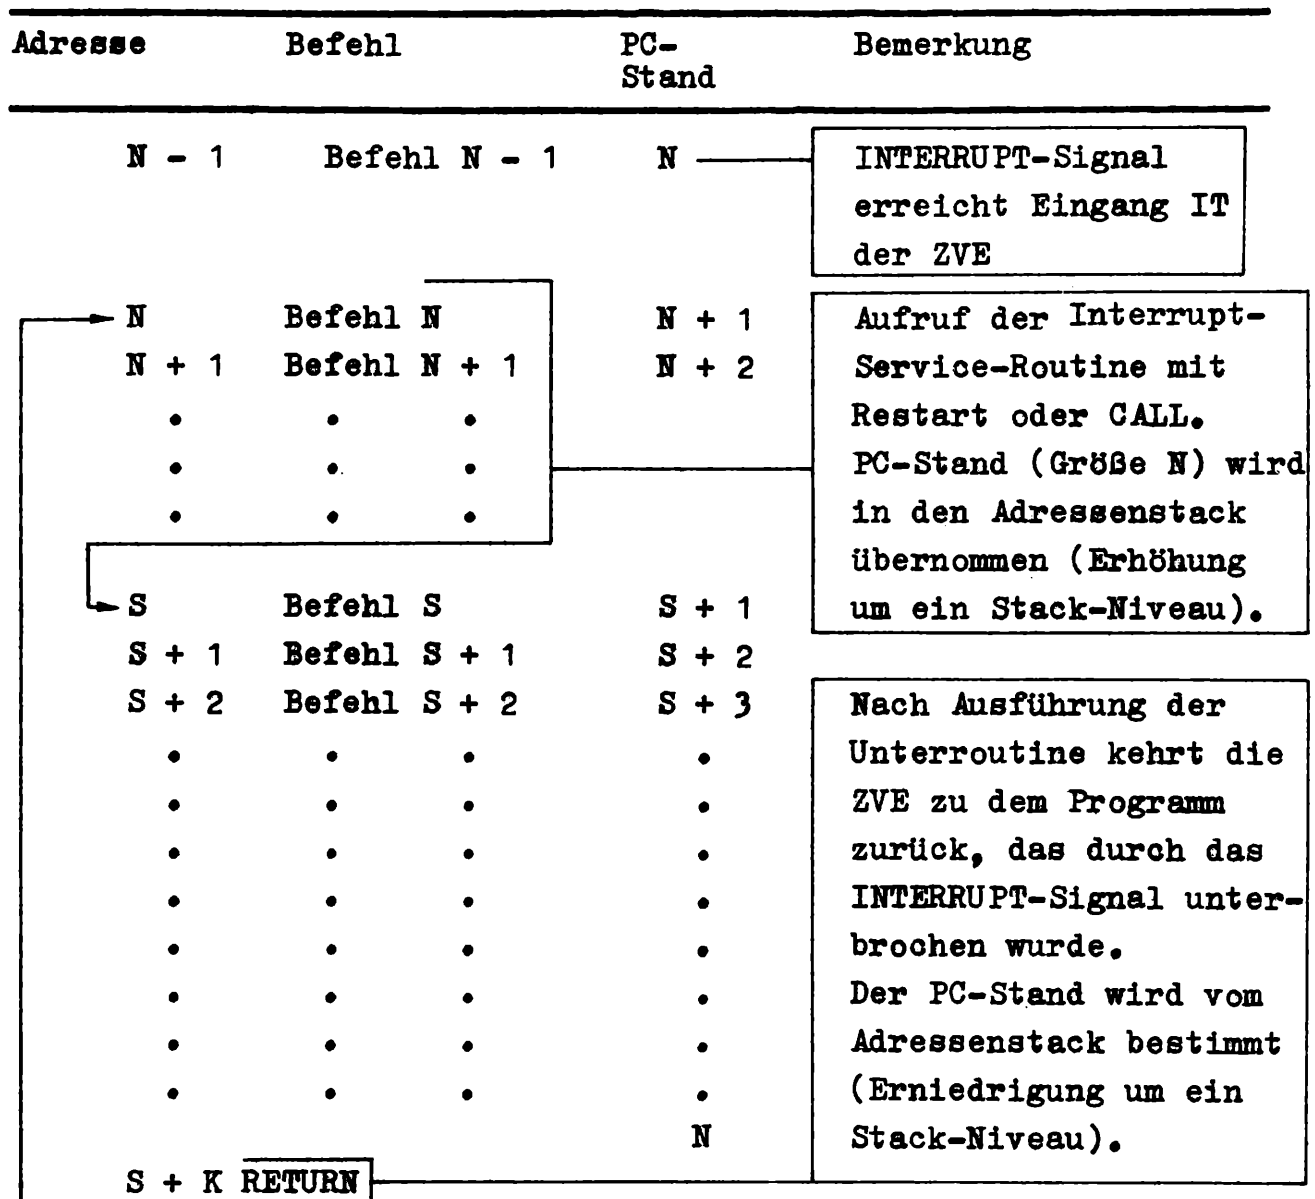 Adresse Befehl PC- Bemerkung
Stand
N - 1 Befehl N - 1 N INTERRUPT-Signal
erreicht Eingang IT
der ZVE
N Befehl N N + 1 Aufruf der Interrupt-
N + 1 Befehl N + 1 N + 2 Service-Routine mit
Restart oder CALL.
PC-Stand (Größe N) wird
in den Adressenstack
übernommen (Erhöhung
S Befehl S S + 1 um ein Stack-Niveau).
S + 1 Befehl S + 1 S + 2
S + 2 Befehl S + 2 S + 3 Nach Ausführung der
Unterroutine kehrt die
ZVE zu dem Programm
zurück, das durch das
INTERRUPT-Signal unter-
brochen wurde.
Der PC-Stand wird vom
Adressenstack bestimmt
(Erniedrigung um ein
N Stack-Niveau).
S + K RETURN